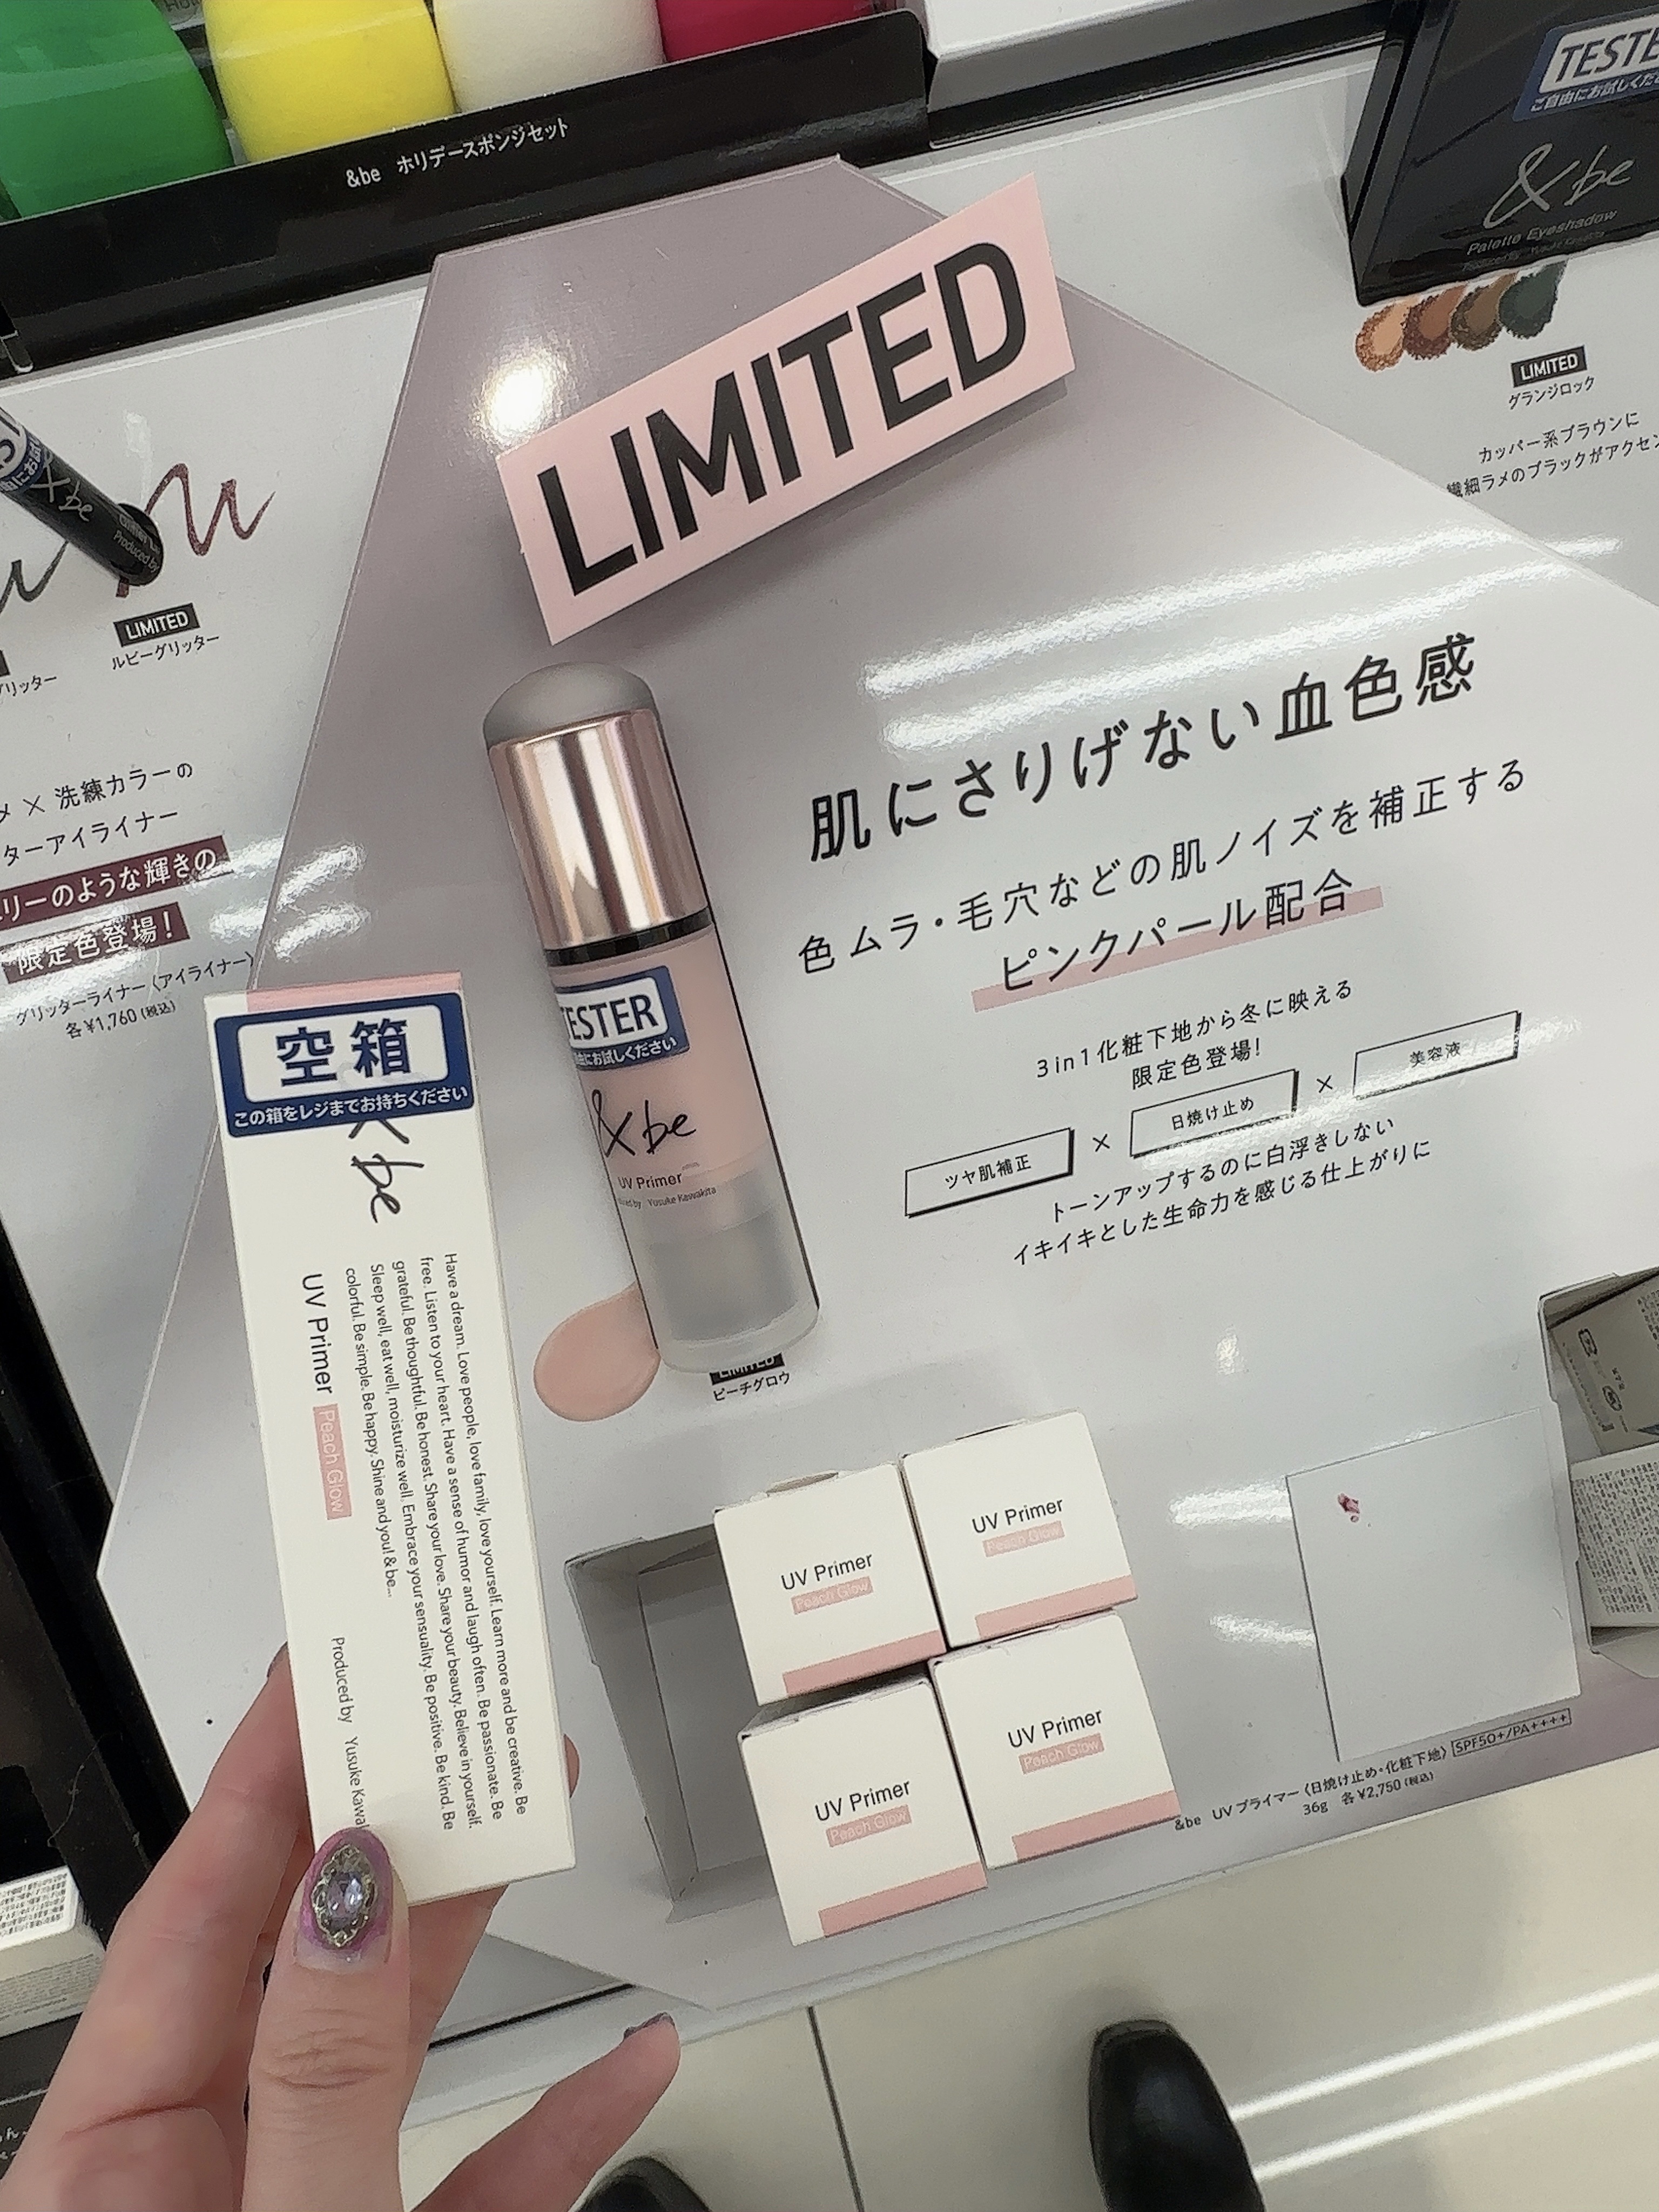 &be ホリデースポンジセット
TESTE
&be
Palette Eyeshadow
LIMITED
グランジロック
カッパー系ブラウンに
繊細ラメのブラックがアクセン
LIMITED
&be
Produced by
LIMITED
ルビーグリッター
リッター
メ × 洗練カラーの
ターアイライナー
リーのような輝きの
限定色登場！
グリッターライナー〈アイライナー〉
各¥1,760(税込)
肌にさりげない血色感
色ムラ・毛穴などの肌ノイズを補正する
ピンクパール配合
3in1化粧下地から冬に映える
限定色登場!
ツヤ肌補正 × 日焼け止め × 美容液
トーンアップするのに白浮きしない
イキイキとした生命力を感じる仕上がりに
TESTER
にお試しください
&be
UV Primer
Yusuke Kawakita
LIMITED
ピーチグロウ
空箱
この箱をレジまでお持ちください
&be
UV Primer Peach Glow
Have a dream. Love people, love family, love yourself. Learn more and be creative. Be
free. Listen to your heart. Have a sense of humor and laugh often. Be passionate. Be
grateful. Be thoughtful. Be honest. Share your love. Share your beauty. Believe in yourself.
Sleep well, eat well, moisturize well. Embrace your sensuality. Be positive. Be kind. Be
colorful. Be simple. Be happy. Shine and you! & be...
Produced by Yusuke Kawa
UV Primer
Peach Glow
UV Primer
Peach Glow
UV Primer
Peach Glow
UV Primer
Peach Glow
&be UVプライマー〈日焼け止め・化粧下地〉 SPF50+/PA++++
36g 各¥2,750(税込)